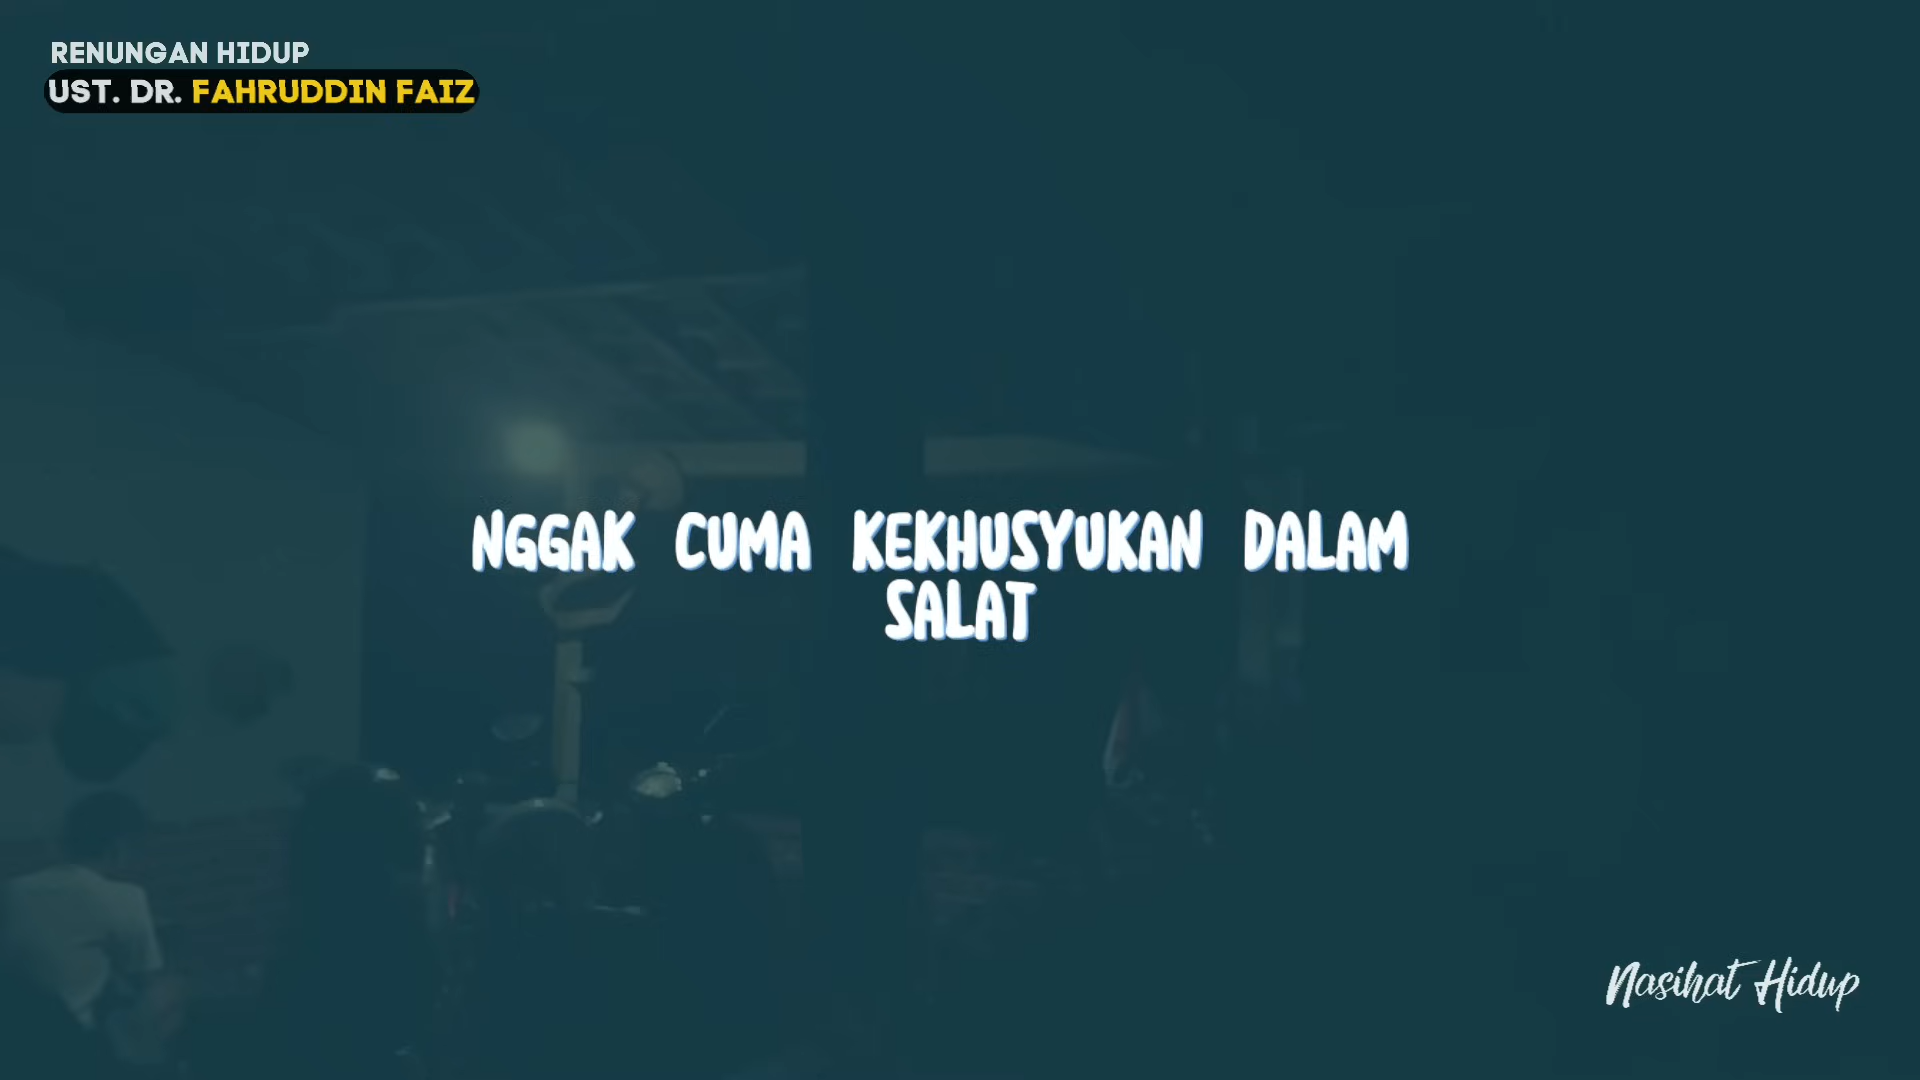 RENUNGAN HIDUP
UST. DR. FAHRUDDIN FAIZ
NGGAK CUMA KEKHUSYUKAN DALAM
SALAT
Nasihat Hidup